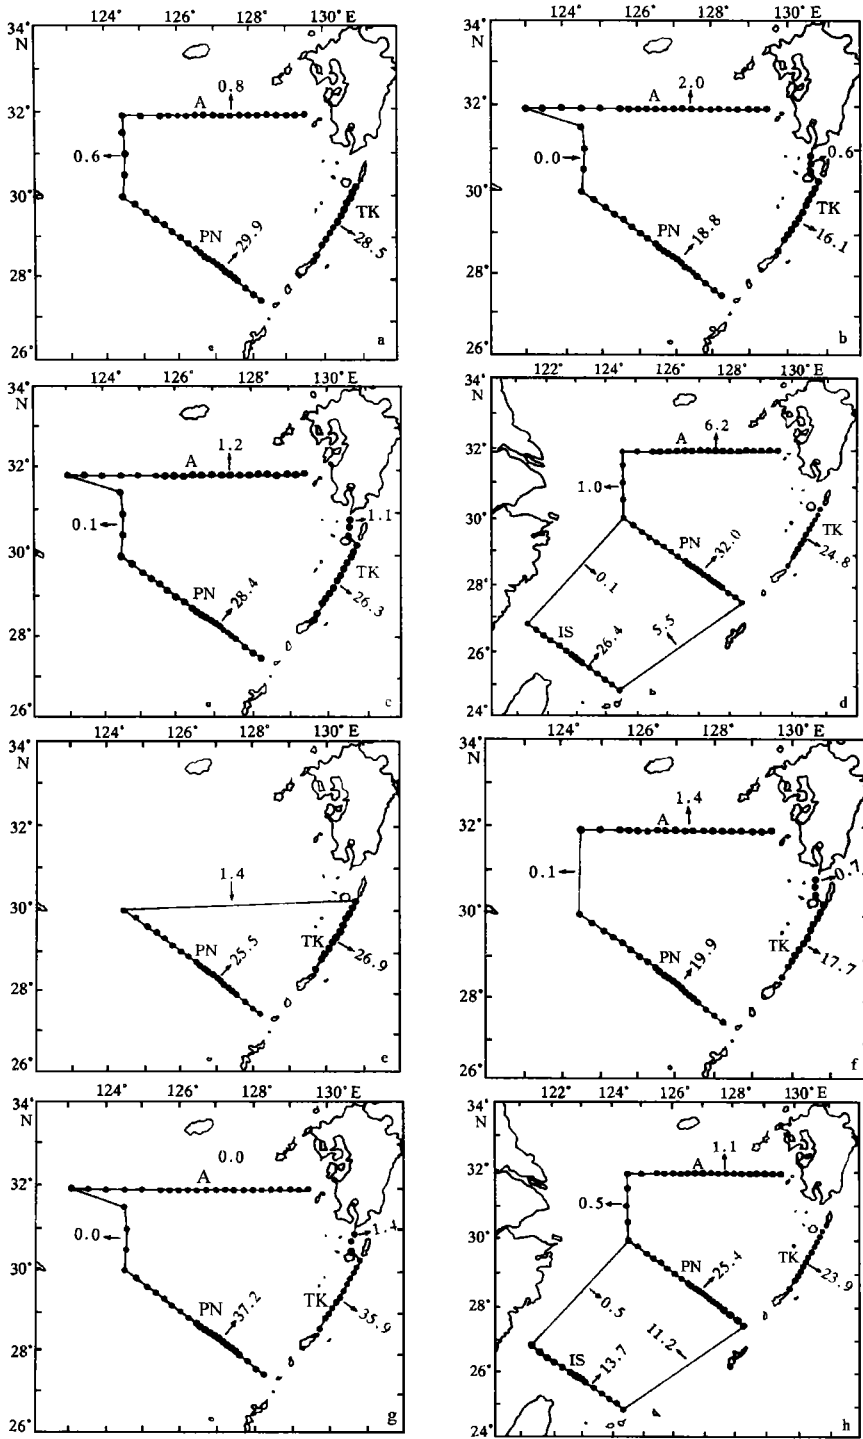 124° 126° 128° 130° E
34°
N
32°
30°
28°
26°
A
0.8
0.6
PN
29.9
TK
28.5
a
124° 126° 128° 130° E
34°
N
32°
30°
28°
26°
A
2.0
0.0
0.6
PN
18.8
TK
16.1
b
124° 126° 128° 130° E
34°
N
32°
30°
28°
26°
A
1.2
0.1
1.1
PN
28.4
TK
26.3
c
122° 124° 126° 128° 130° E
34°
N
32°
30°
28°
26°
24°
A
6.2
1.0
PN
32.0
TK
24.8
0.1
IS
26.4
5.5
d
124° 126° 128° 130° E
34°
N
32°
30°
28°
26°
1.4
PN
25.5
TK
26.9
e
124° 126° 128° 130° E
34°
N
32°
30°
28°
26°
A
1.4
0.1
0.7
PN
19.9
TK
17.7
f
124° 126° 128° 130° E
34°
N
32°
30°
28°
26°
0.0
A
0.0
1.4
PN
37.2
TK
35.9
g
122° 124° 126° 128° 130° E
34°
N
32°
30°
28°
26°
24°
A
1.1
0.5
PN
25.4
TK
23.9
0.5
IS
13.7
11.2
h